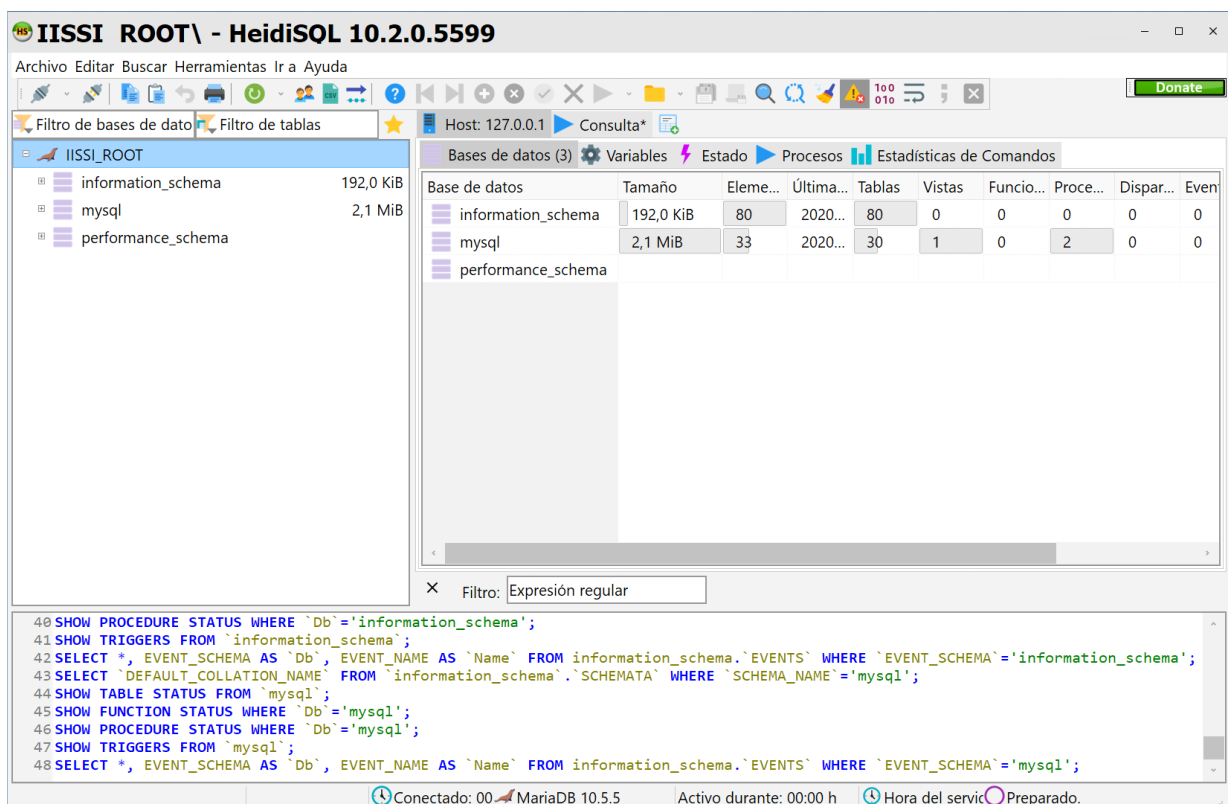 IISSI ROOT\ - HeidiSQL 10.2.0.5599
Archivo Editar Buscar Herramientas Ir a Ayuda
Donate
Filtro de bases de dato Filtro de tablas
Host: 127.0.0.1 Consulta*
IISSI_ROOT
information_schema 192,0 KiB
mysql 2,1 MiB
performance_schema
Bases de datos (3) Variables Estado Procesos Estadísticas de Comandos
Base de datos Tamaño Eleme... Última... Tablas Vistas Funcio... Proce... Dispar... Even
information_schema 192,0 KiB 80 2020... 80 0 0 0 0 0
mysql 2,1 MiB 33 2020... 30 1 0 2 0 0
performance_schema
Filtro: Expresión regular
40 SHOW PROCEDURE STATUS WHERE `Db`='information_schema';
41 SHOW TRIGGERS FROM `information_schema`;
42 SELECT *, EVENT_SCHEMA AS `Db`, EVENT_NAME AS `Name` FROM information_schema.`EVENTS` WHERE `EVENT_SCHEMA`='information_schema';
43 SELECT `DEFAULT_COLLATION_NAME` FROM `information_schema`.`SCHEMATA` WHERE `SCHEMA_NAME`='mysql';
44 SHOW TABLE STATUS FROM `mysql`;
45 SHOW FUNCTION STATUS WHERE `Db`='mysql';
46 SHOW PROCEDURE STATUS WHERE `Db`='mysql';
47 SHOW TRIGGERS FROM `mysql`;
48 SELECT *, EVENT_SCHEMA AS `Db`, EVENT_NAME AS `Name` FROM information_schema.`EVENTS` WHERE `EVENT_SCHEMA`='mysql';
Conectado: 00 MariaDB 10.5.5 Activo durante: 00:00 h Hora del servic Preparado.